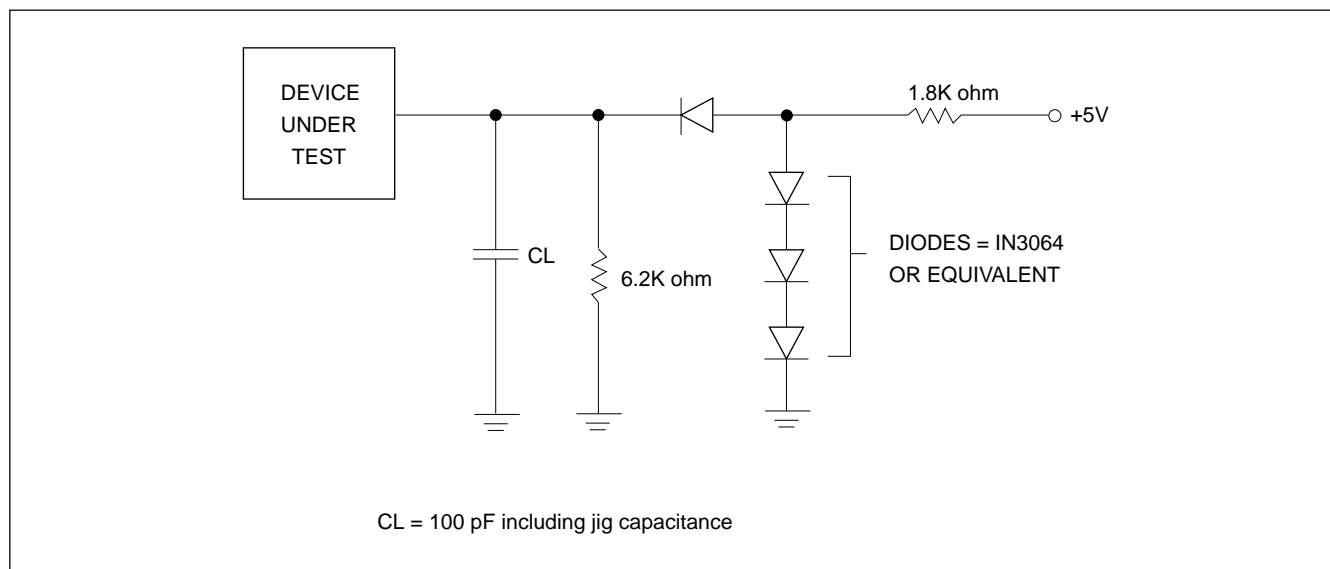 DEVICE
UNDER
TEST
1.8K ohm
+5V
CL
6.2K ohm
DIODES = IN3064
OR EQUIVALENT
CL = 100 pF including jig capacitance